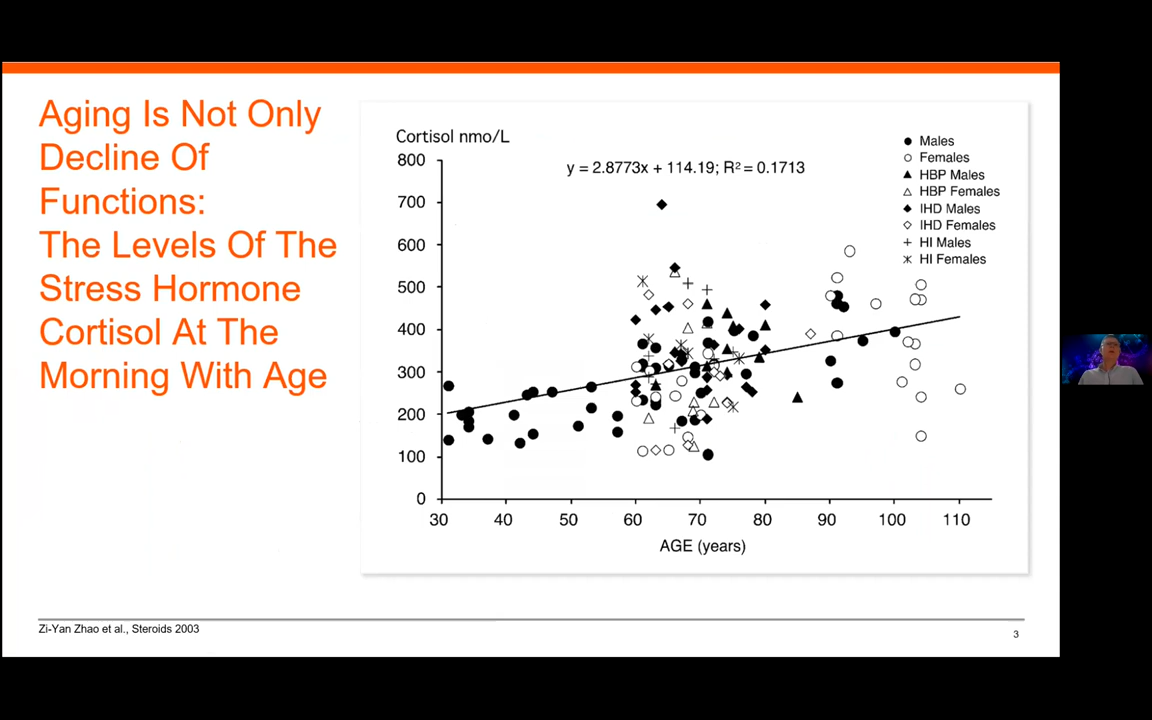 Aging Is Not Only
Decline Of
Functions:
The Levels Of The
Stress Hormone
Cortisol At The
Morning With Age
Cortisol nmo/L
y = 2.8773x + 114.19; R² = 0.1713
Males
Females
HBP Males
HBP Females
IHD Males
IHD Females
HI Males
HI Females
800
700
600
500
400
300
200
100
0
30 40 50 60 70 80 90 100 110
AGE (years)
Zi-Yan Zhao et al., Steroids 2003
3